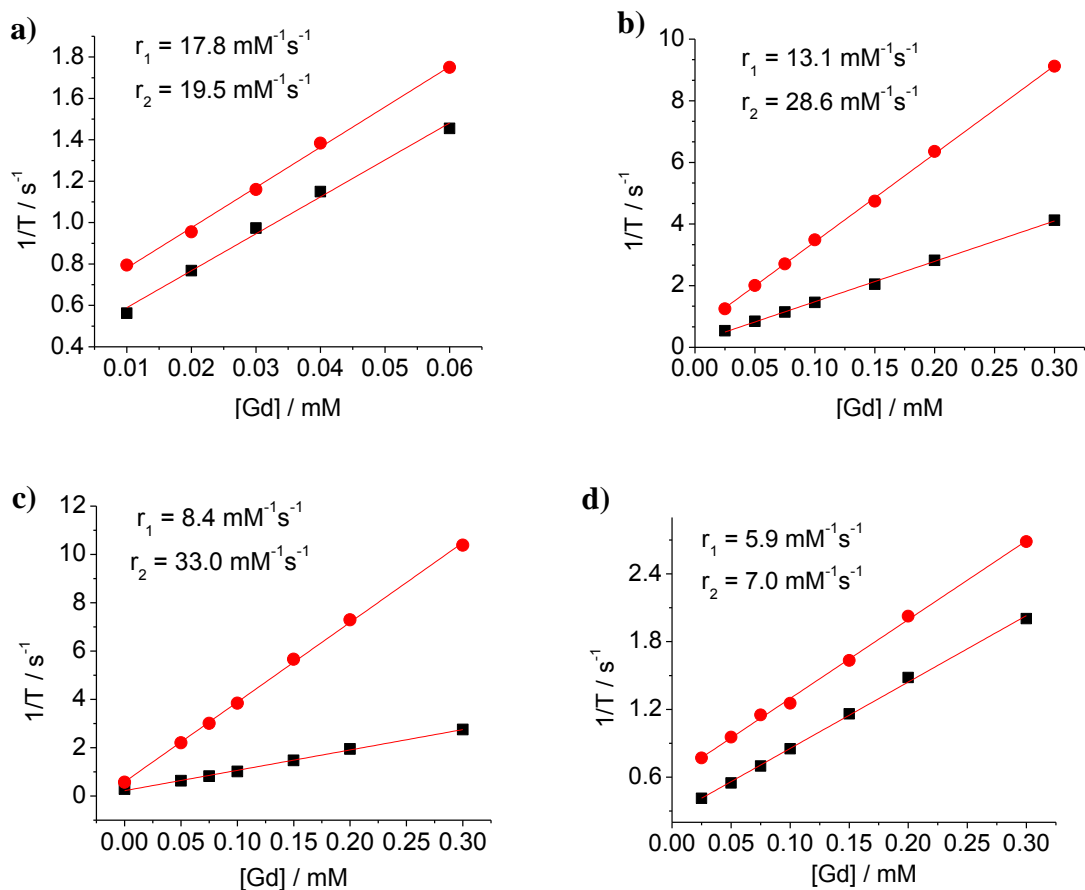 a)
r₁ = 17.8 mM⁻¹s⁻¹
r₂ = 19.5 mM⁻¹s⁻¹
1.8
1.6
1.4
1.2
1.0
0.8
0.6
0.4
1/T / s⁻¹
0.01 0.02 0.03 0.04 0.05 0.06
[Gd] / mM
b)
r₁ = 13.1 mM⁻¹s⁻¹
r₂ = 28.6 mM⁻¹s⁻¹
10
8
6
4
2
0
1/T / s⁻¹
0.00 0.05 0.10 0.15 0.20 0.25 0.30
[Gd] / mM
c)
r₁ = 8.4 mM⁻¹s⁻¹
r₂ = 33.0 mM⁻¹s⁻¹
12
10
8
6
4
2
0
1/T / s⁻¹
0.00 0.05 0.10 0.15 0.20 0.25 0.30
[Gd] / mM
d)
r₁ = 5.9 mM⁻¹s⁻¹
r₂ = 7.0 mM⁻¹s⁻¹
2.4
1.8
1.2
0.6
1/T / s⁻¹
0.00 0.05 0.10 0.15 0.20 0.25 0.30
[Gd] / mM